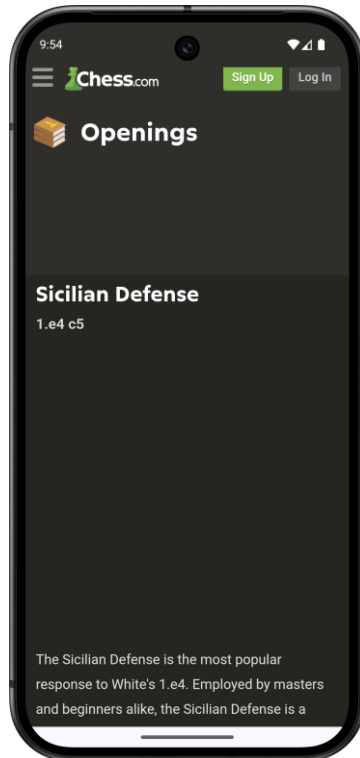 9:54
Chess.com
Sign Up
Log In
Openings
Sicilian Defense
1.e4 c5
The Sicilian Defense is the most popular
response to White's 1.e4. Employed by masters
and beginners alike, the Sicilian Defense is a